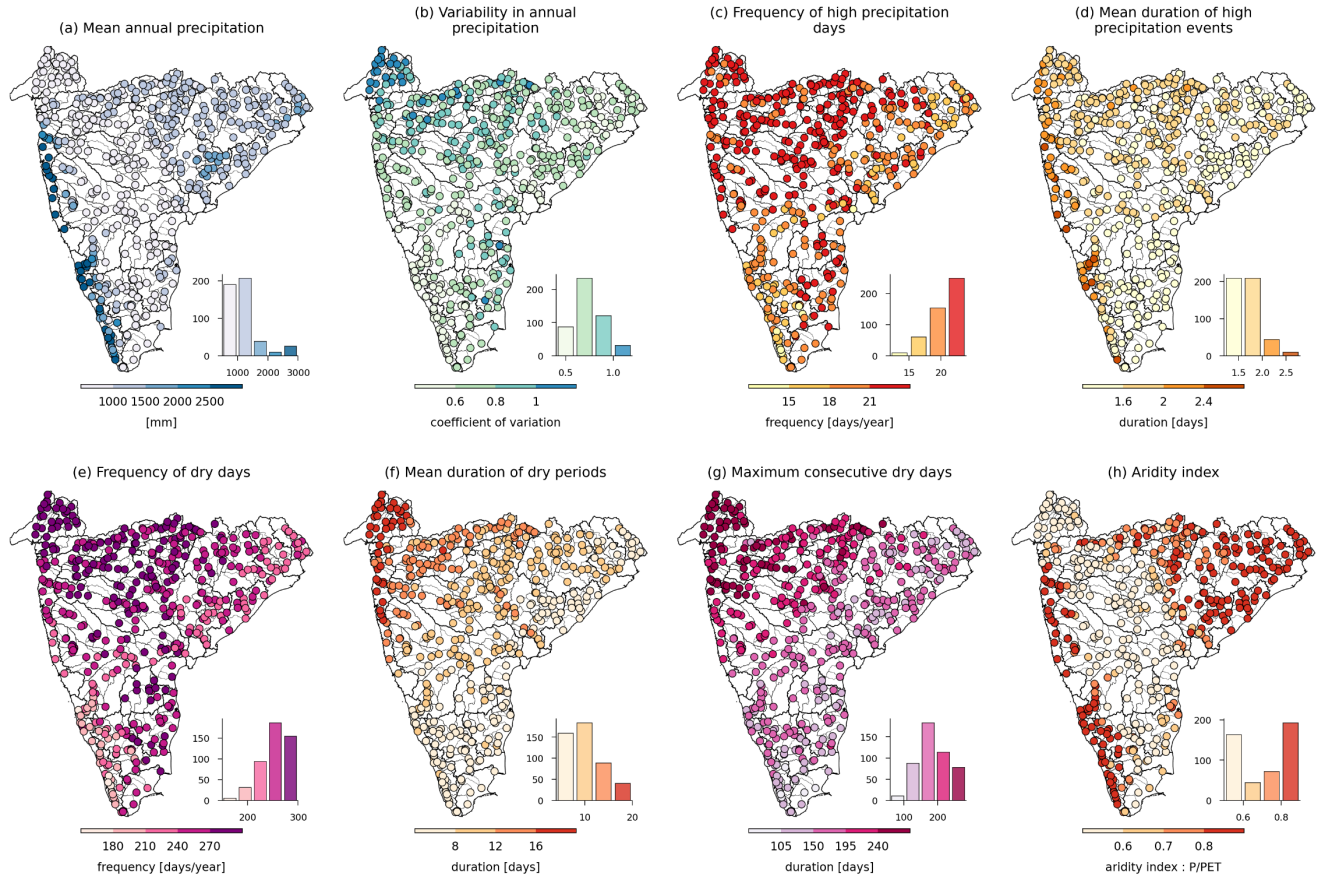 (a) Mean annual precipitation
200
100
0
1000 2000 3000
1000 1500 2000 2500
[mm]
(b) Variability in annual
precipitation
200
100
0
0.5 1.0
0.6 0.8 1
coefficient of variation
(c) Frequency of high precipitation
days
200
100
0
15 20
15 18 21
frequency [days/year]
(d) Mean duration of high
precipitation events
200
100
0
1.5 2.0 2.5
1.6 2 2.4
duration [days]
(e) Frequency of dry days
150
100
50
0
200 300
180 210 240 270
frequency [days/year]
(f) Mean duration of dry periods
150
100
50
0
10 20
8 12 16
duration [days]
(g) Maximum consecutive dry days
150
100
50
0
100 200
105 150 195 240
duration [days]
(h) Aridity index
200
100
0
0.6 0.8
0.6 0.7 0.8
aridity index : P/PET